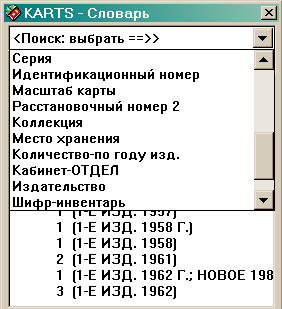 KARTS - Словарь
<Поиск: выбрать ==>>
Серия
Идентификационный номер
Масштаб карты
Расстановочный номер 2
Коллекция
Место хранения
Количество-по году изд.
Кабинет-ОТДЕЛ
Издательство
Шифр-инвентарь
1 (1-Е ИЗД. 1957)
1 (1-Е ИЗД. 1958 Г.)
1 (1-Е ИЗД. 1958)
2 (1-Е ИЗД. 1961)
1 (1-Е ИЗД. 1962 Г.; НОВОЕ 198
3 (1-Е ИЗД. 1962)